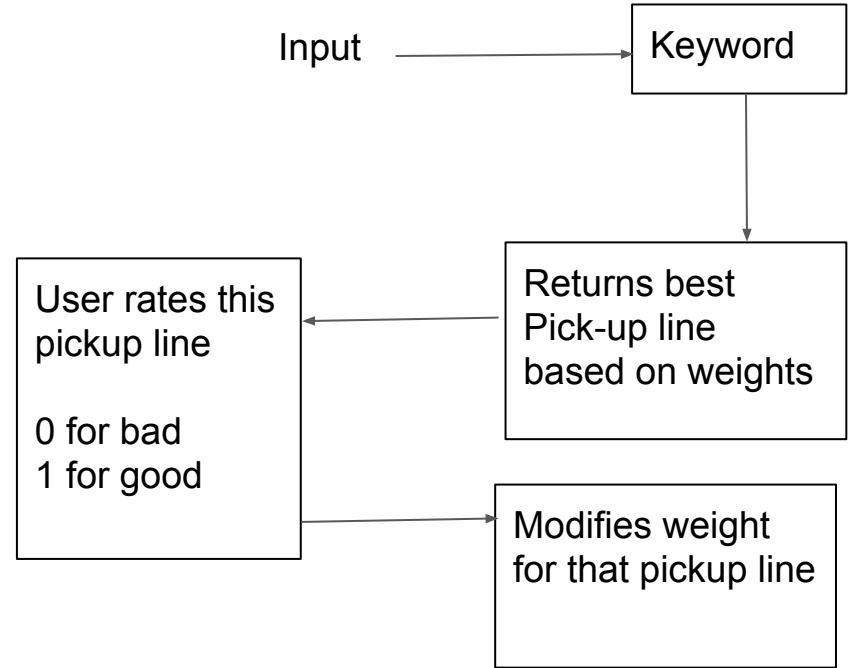 Input
Keyword
Returns best
Pick-up line
based on weights
User rates this
pickup line
0 for bad
1 for good
Modifies weight
for that pickup line